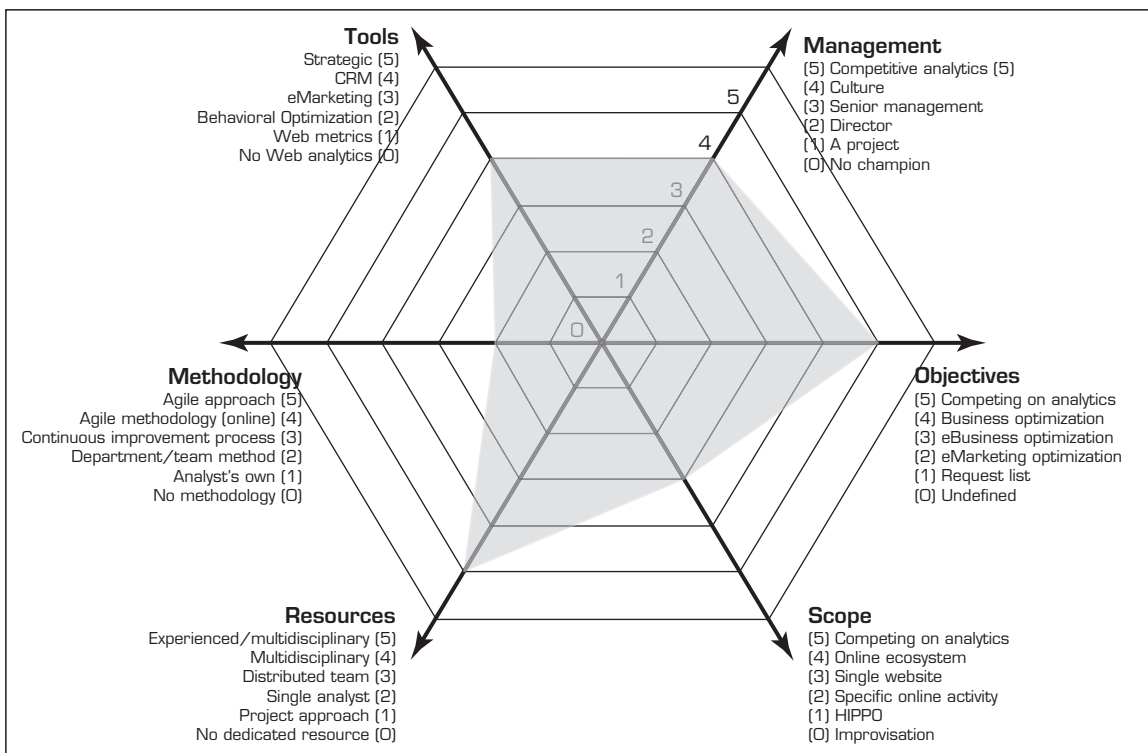 Tools
Strategic (5)
CRM (4)
eMarketing (3)
Behavioral Optimization (2)
Web metrics (1)
No Web analytics (0)
Management
(5) Competitive analytics (5)
(4) Culture
(3) Senior management
(2) Director
(1) A project
(0) No champion
5
4
3
2
1
0
Methodology
Agile approach (5)
Agile methodology (online) (4)
Continuous improvement process (3)
Department/team method (2)
Analyst's own (1)
No methodology (0)
Objectives
(5) Competing on analytics
(4) Business optimization
(3) eBusiness optimization
(2) eMarketing optimization
(1) Request list
(0) Undefined
Resources
Experienced/multidisciplinary (5)
Multidisciplinary (4)
Distributed team (3)
Single analyst (2)
Project approach (1)
No dedicated resource (0)
Scope
(5) Competing on analytics
(4) Online ecosystem
(3) Single website
(2) Specific online activity
(1) HIPPO
(0) Improvisation